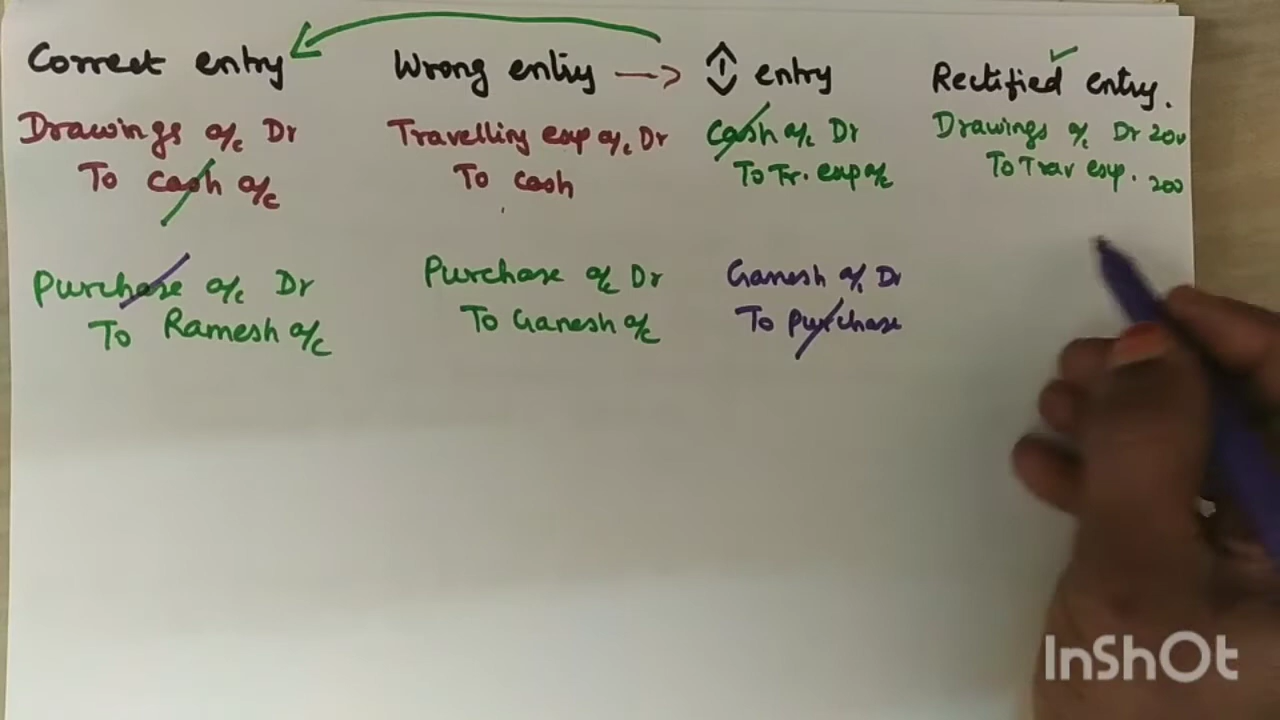 Correct entry
Drawings a/c Dr
To cash a/c
Purchase a/c Dr
To Ramesh a/c
Wrong entry
Travelling exp a/c Dr
To cash
Purchase a/c Dr
To Ganesh a/c
entry
Cash a/c Dr
To Tr. exp a/c
Ganesh a/c Dr
To purchase
Rectified entry.
Drawings a/c Dr 200
To Trav exp. 200
InShOt